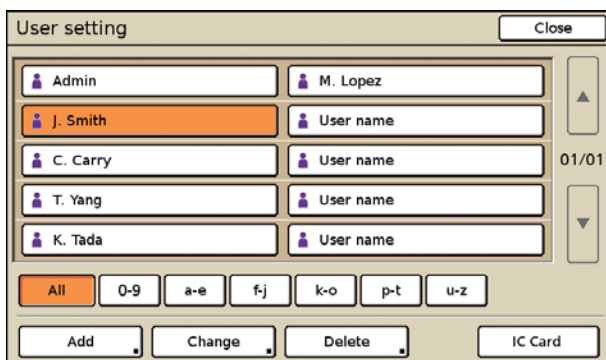 User setting Close
Admin M. Lopez
J. Smith User name
C. Carry User name
01/01
T. Yang User name
K. Tada User name
All 0-9 a-e f-j k-o p-t u-z
Add Change Delete IC Card